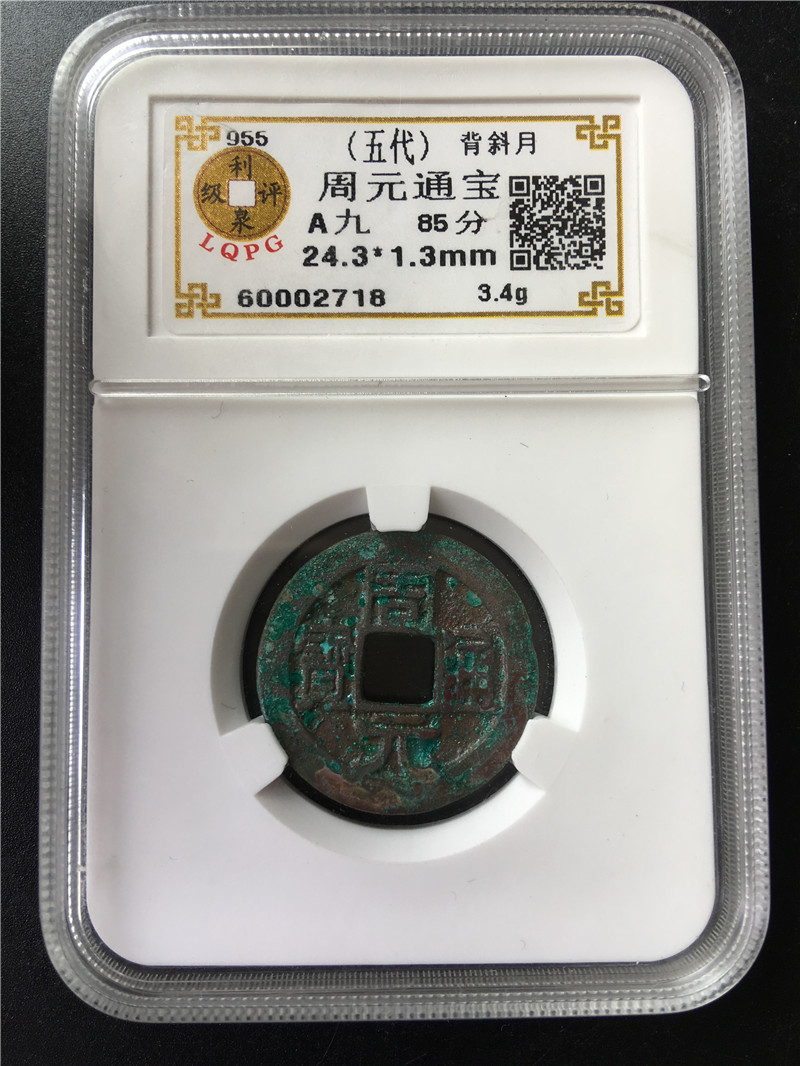 955
（五代） 背斜月
利泉级评
LQPG
周元通宝
A九 85分
24.3*1.3mm
60002718 3.4g
周元通寶